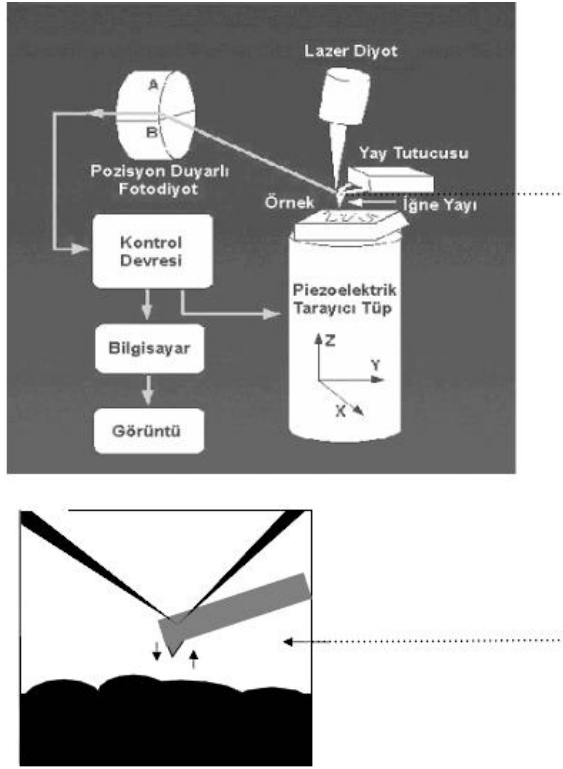 Lazer Diyot
A
B
Yay Tutucusu
Pozisyon Duyarlı
Fotodiyot
Örnek
İğne Yayı
Kontrol
Devresi
Piezoelektrik
Tarayıcı Tüp
Z
Y
X
Bilgisayar
Görüntü